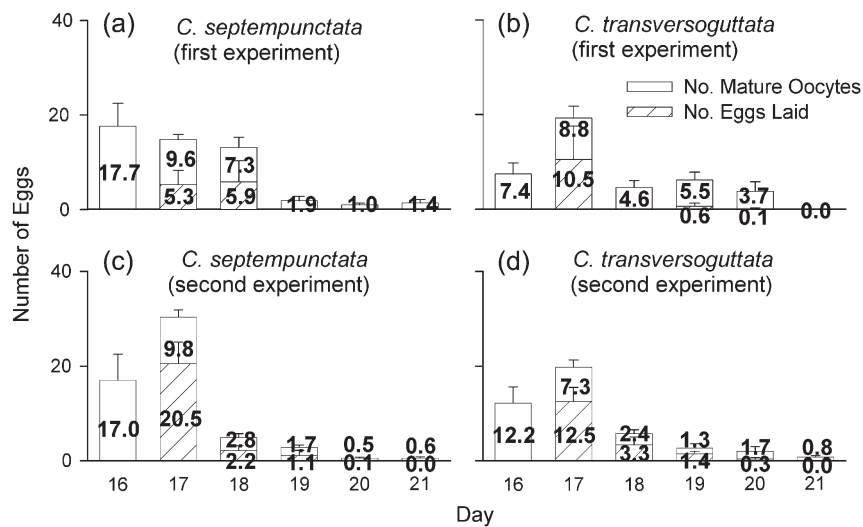 40
(a)
C. septempunctata
(first experiment)
20
17.7
9.6
5.3
7.3
5.9
1.9
1.0
1.4
0
(b)
C. transversoguttata
(first experiment)
No. Mature Oocytes
No. Eggs Laid
7.4
8.8
10.5
4.6
5.5
0.6
3.7
0.1
0.0
Number of Eggs
40
(c)
C. septempunctata
(second experiment)
20
17.0
9.8
20.5
2.8
2.2
1.7
1.1
0.5
0.1
0.6
0.0
0
16 17 18 19 20 21
(d)
C. transversoguttata
(second experiment)
12.2
7.3
12.5
2.4
3.3
1.3
1.4
1.7
0.3
0.8
0.0
16 17 18 19 20 21
Day